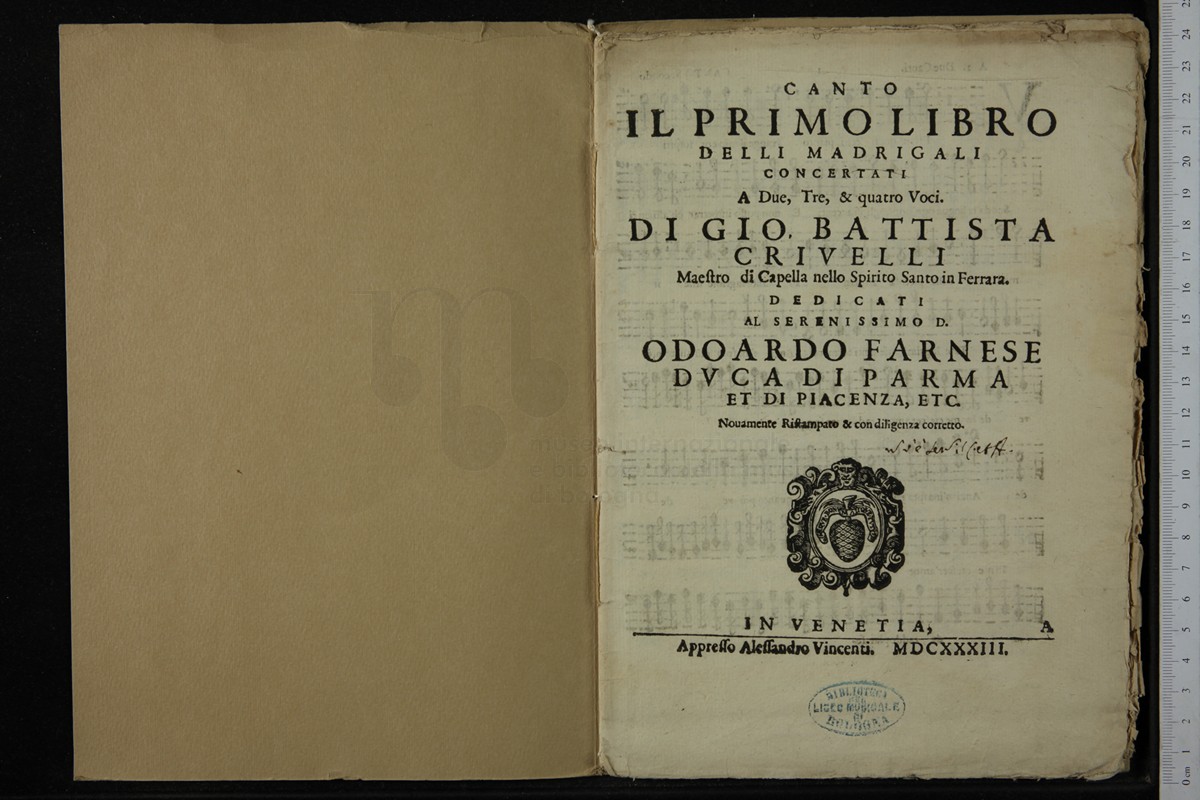 CANTO
IL PRIMO LIBRO
DELLI MADRIGALI
CONCERTATI
A Due, Tre, & quatro Voci.
DI GIO. BATTISTA
CRIVELLI
Maeſtro di Capella nello Spirito Santo in Ferrara.
DEDICATI
AL SERENISSIMO D.
ODOARDO FARNESE
DVCA DI PARMA
ET DI PIACENZA, ETC.
Nouamente Riſtampato & con diligenza corretto.
IN VENETIA, A
Appreſſo Aleſſandro Vincenti. MDCXXXIII.
BIBLIOTECA
DEL
LICEO MUSICALE
DI
BOLOGNA